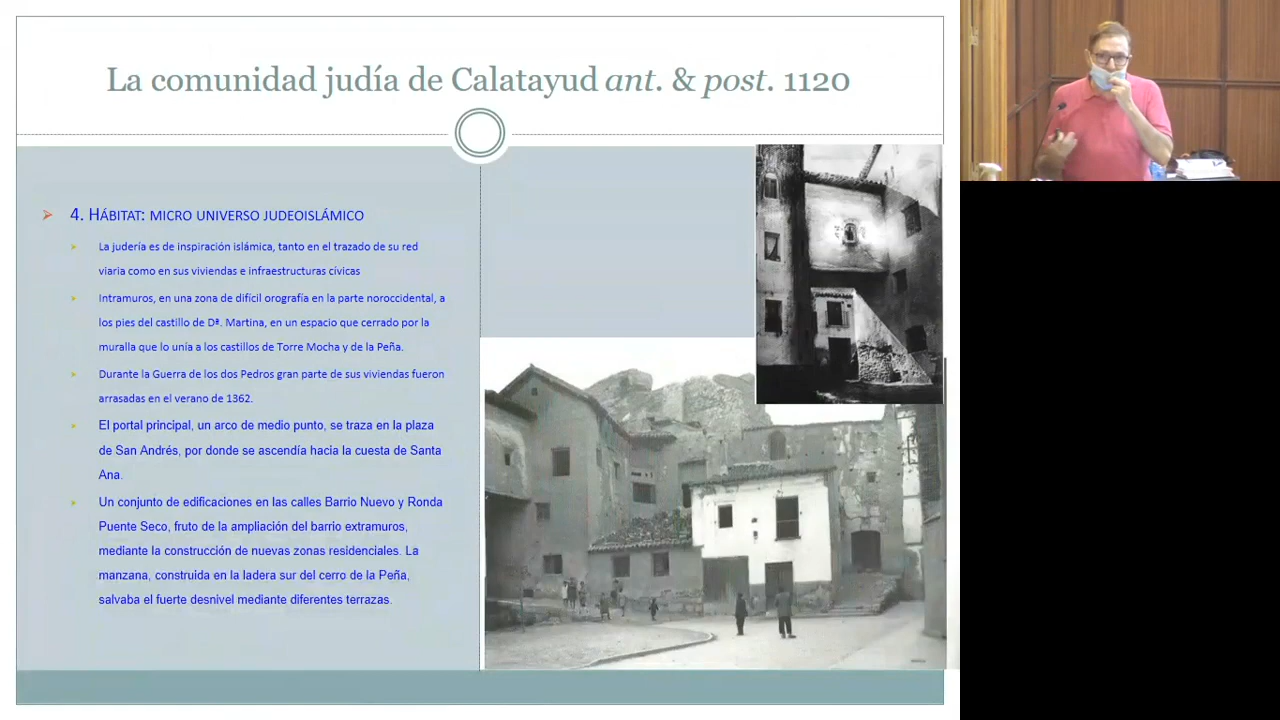 La comunidad judía de Calatayud ant. & post. 1120
4. HÁBITAT: MICRO UNIVERSO JUDEOISLÁMICO
La judería es de inspiración islámica, tanto en el trazado de su red
viaria como en sus viviendas e infraestructuras cívicas
Intramuros, en una zona de difícil orografía en la parte noroccidental, a
los pies del castillo de Dª. Martina, en un espacio que cerrado por la
muralla que lo unía a los castillos de Torre Mocha y de la Peña.
Durante la Guerra de los dos Pedros gran parte de sus viviendas fueron
arrasadas en el verano de 1362.
El portal principal, un arco de medio punto, se traza en la plaza
de San Andrés, por donde se ascendía hacia la cuesta de Santa
Ana.
Un conjunto de edificaciones en las calles Barrio Nuevo y Ronda
Puente Seco, fruto de la ampliación del barrio extramuros,
mediante la construcción de nuevas zonas residenciales. La
manzana, construida en la ladera sur del cerro de la Peña,
salvaba el fuerte desnivel mediante diferentes terrazas.